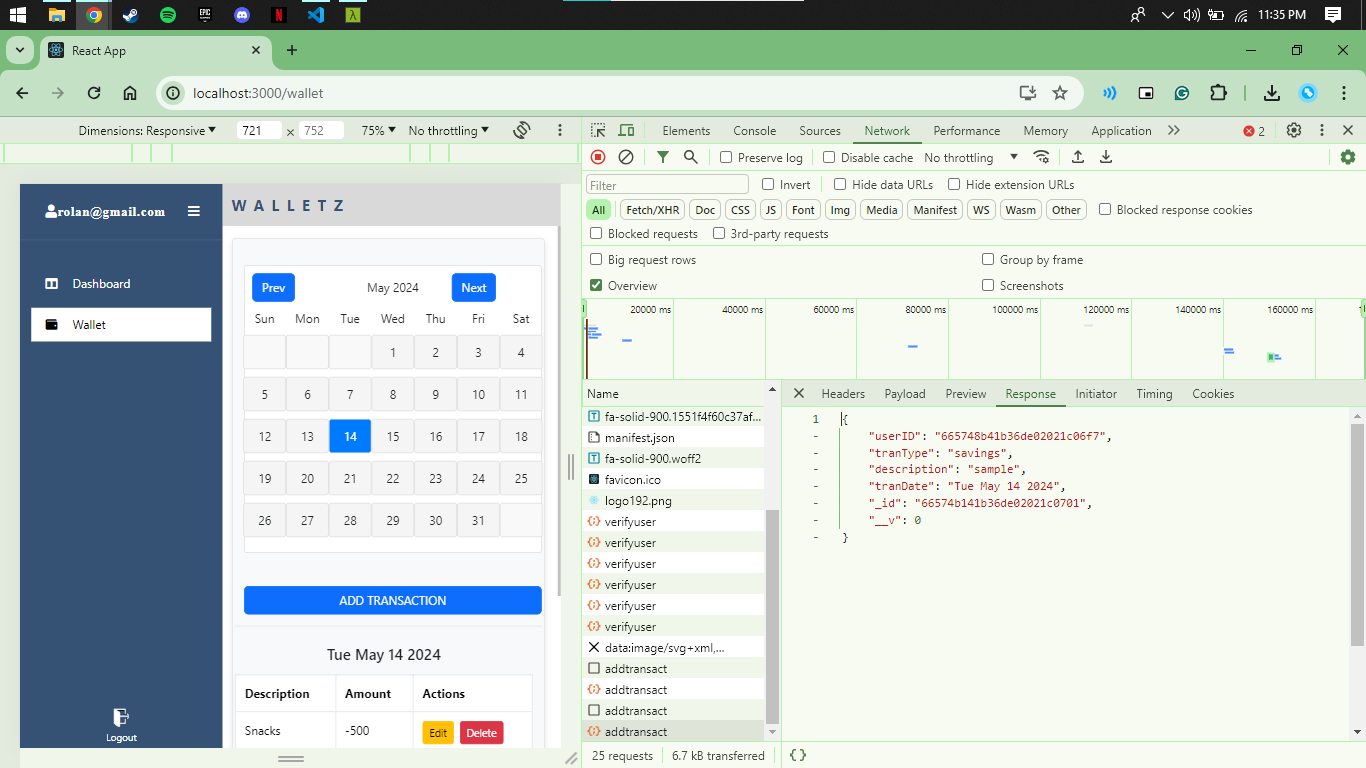 11:35 PM
React App
localhost:3000/wallet
Dimensions: Responsive 721 × 752 75% No throttling
Elements Console Sources Network Performance Memory Application 2
Preserve log Disable cache No throttling
Filter Invert Hide data URLs Hide extension URLs
All Fetch/XHR Doc CSS JS Font Img Media Manifest WS Wasm Other Blocked response cookies
Blocked requests 3rd-party requests
Big request rows Group by frame
Overview Screenshots
20000 ms 40000 ms 60000 ms 80000 ms 100000 ms 120000 ms 140000 ms 160000 ms
rolan@gmail.com
Dashboard
Wallet
Logout
WALLETZ
Prev May 2024 Next
Sun Mon Tue Wed Thu Fri Sat
1 2 3 4
5 6 7 8 9 10 11
12 13 14 15 16 17 18
19 20 21 22 23 24 25
26 27 28 29 30 31
ADD TRANSACTION
Tue May 14 2024
Description Amount Actions
Snacks -500 Edit Delete
Name
fa-solid-900.1551f4f60c37af...
manifest.json
fa-solid-900.woff2
favicon.ico
logo192.png
verifyuser
verifyuser
verifyuser
verifyuser
verifyuser
verifyuser
data:image/svg+xml,...
addtransact
addtransact
addtransact
addtransact
25 requests 6.7 kB transferred
Headers Payload Preview Response Initiator Timing Cookies
1 {
- "userID": "665748b41b36de02021c06f7",
- "tranType": "savings",
- "description": "sample",
- "tranDate": "Tue May 14 2024",
- "_id": "66574b141b36de02021c0701",
- "__v": 0
- }
{}